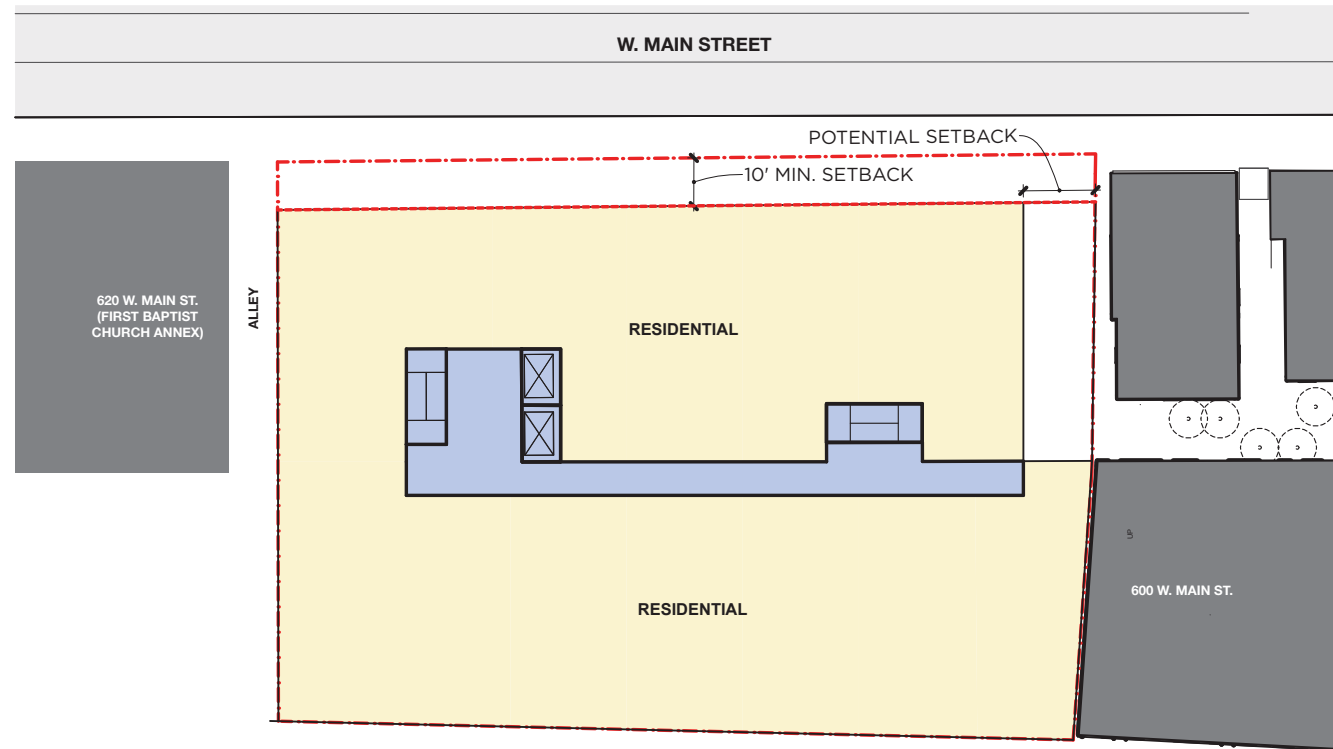 W. MAIN STREET
POTENTIAL SETBACK
10' MIN. SETBACK
620 W. MAIN ST.
(FIRST BAPTIST
CHURCH ANNEX)
ALLEY
RESIDENTIAL
UP
600 W. MAIN ST.
RESIDENTIAL